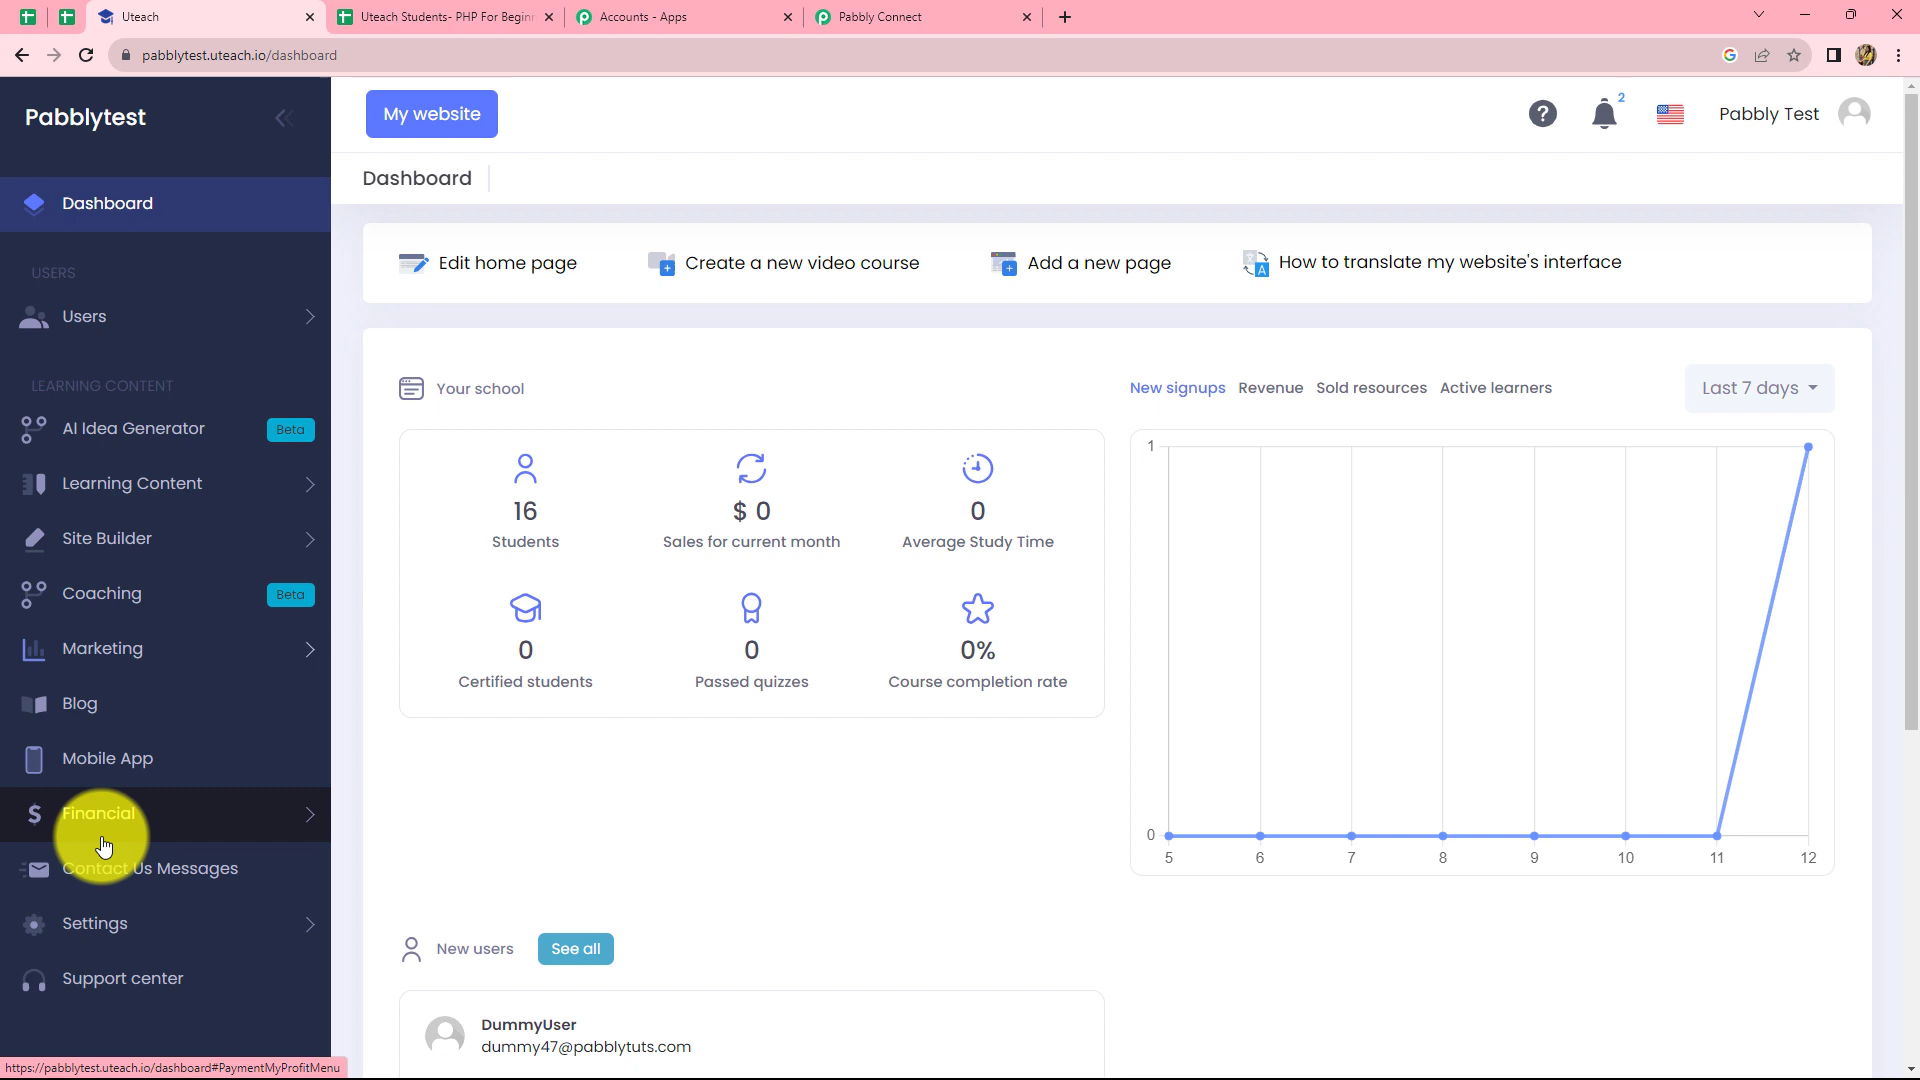 Uteach
Uteach Students- PHP For Begin
Accounts - Apps
Pabbly Connect
pabblytest.uteach.io/dashboard
Pabblytest
My website
2
Pabbly Test
Dashboard
Dashboard
USERS
Users
LEARNING CONTENT
AI Idea Generator
Beta
Learning Content
Site Builder
Coaching
Beta
Marketing
Blog
Mobile App
Financial
Contact Us Messages
Settings
Support center
Edit home page
Create a new video course
Add a new page
How to translate my website's interface
Your school
16
Students
$ 0
Sales for current month
0
Average Study Time
0
Certified students
0
Passed quizzes
0%
Course completion rate
New signups
Revenue
Sold resources
Active learners
Last 7 days
1
0
5 6 7 8 9 10 11 12
New users
See all
DummyUser
dummy47@pabblytuts.com
https://pabblytest.uteach.io/dashboard#PaymentMyProfitMenu